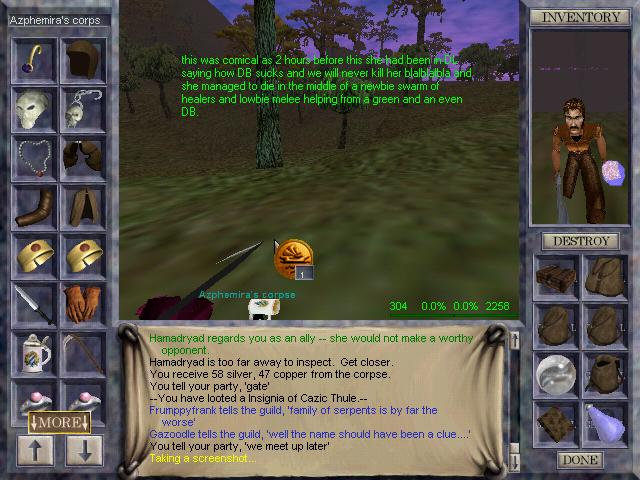 Azphemira's corps
INVENTORY
this was comical as 2 hours before this she had been in DL
saying how DB sucks and we will never kill her blalblalbla and
she managed to die in the middle of a newbie swarm of
healers and lowbie melee helping from a green and an even
DB.
DESTROY
1
Azphemira's corpse
304 0.0% 0.0% 2258
Hamadryad regards you as an ally -- she would not make a worthy
opponent.
Hamadryad is too far away to inspect. Get closer.
You receive 58 silver, 47 copper from the corpse.
You tell your party, 'gate'
--You have looted a Insignia of Cazic Thule.--
Frumppyfrank tells the guild, 'family of serpents is by far the
worse'
Gazoodle tells the guild, 'well the name should have been a clue....'
You tell your party, 'we meet up later'
Taking a screenshot...
MORE
DONE